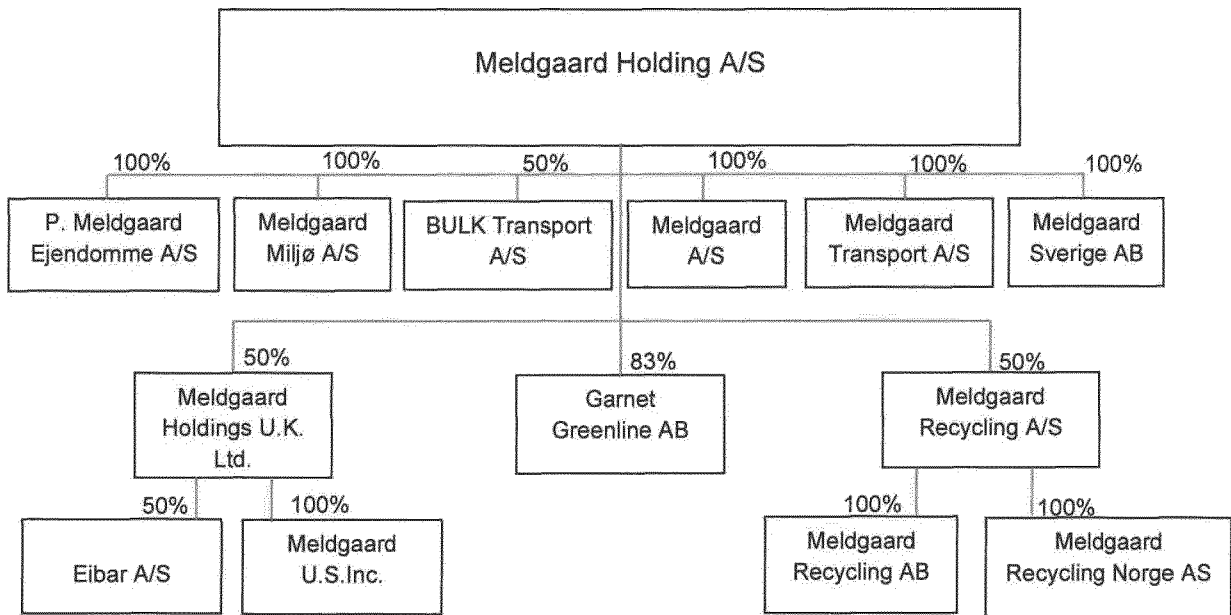 Meldgaard Holding A/S
100% 100% 50% 100% 100% 100%
P. Meldgaard
Ejendomme A/S
Meldgaard
Miljø A/S
BULK Transport
A/S
Meldgaard
A/S
Meldgaard
Transport A/S
Meldgaard
Sverige AB
50% 83% 50%
Meldgaard
Holdings U.K.
Ltd.
Garnet
Greenline AB
Meldgaard
Recycling A/S
50% 100% 100% 100%
Eibar A/S
Meldgaard
U.S.Inc.
Meldgaard
Recycling AB
Meldgaard
Recycling Norge AS